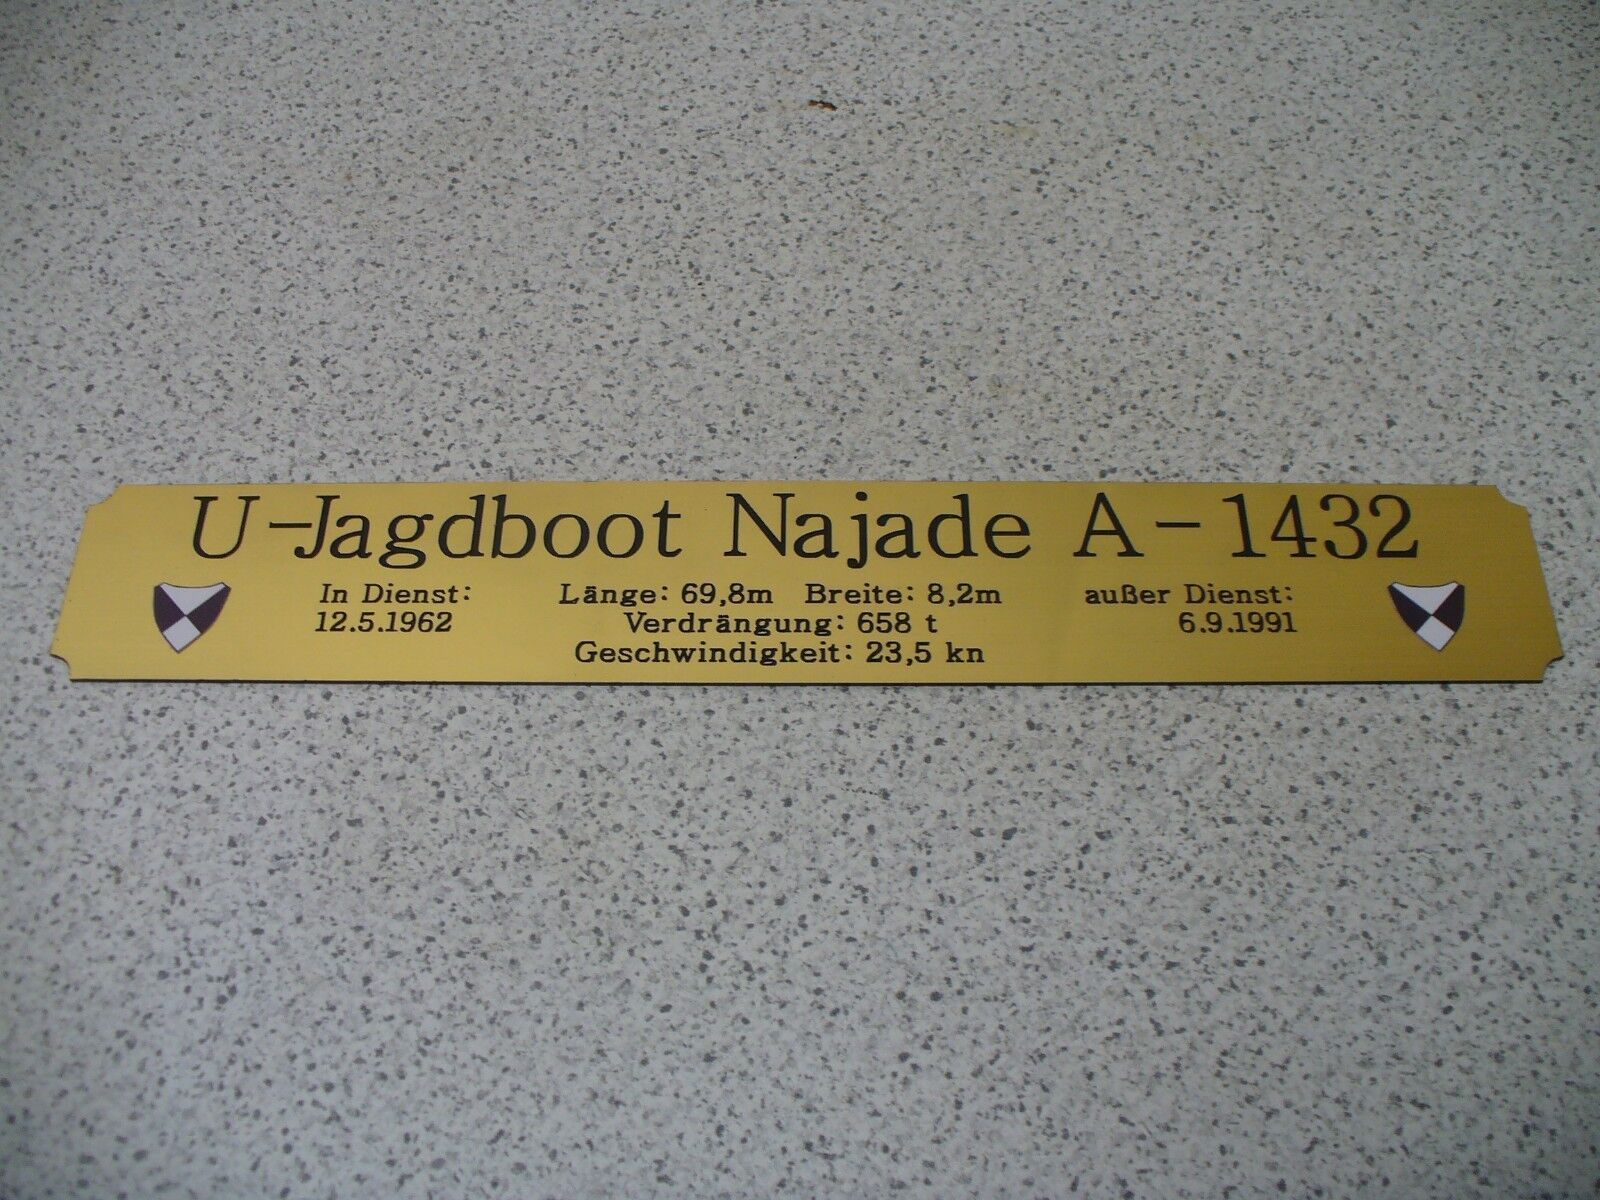 U-Jagdboot Najade A-1432
In Dienst: Länge: 69,8m Breite: 8,2m außer Dienst:
12.5.1962 Verdrängung: 658 t 6.9.1991
Geschwindigkeit: 23,5 kn